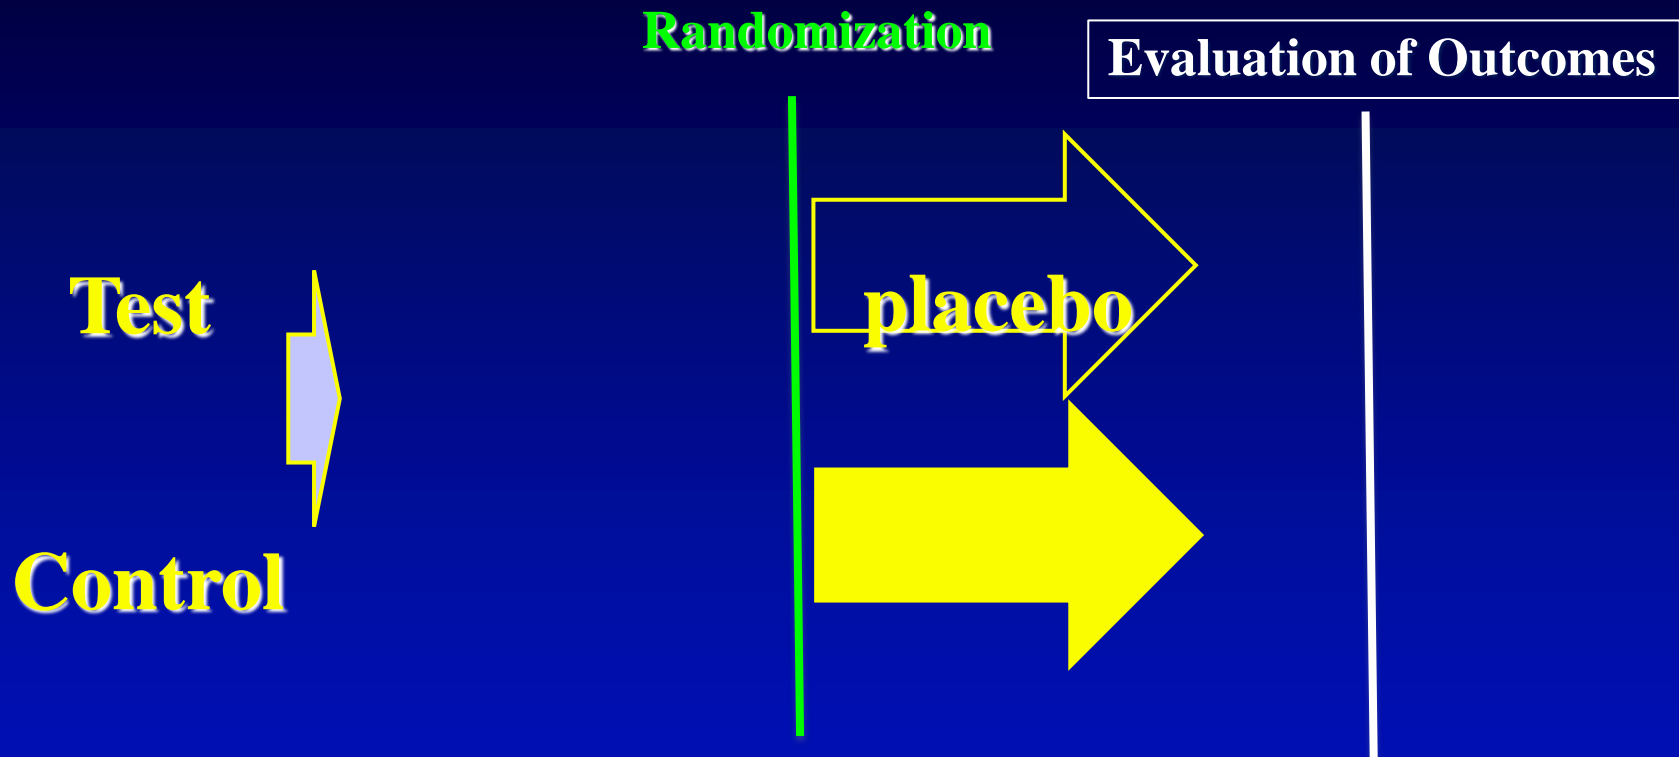 Randomization
Evaluation of Outcomes
Test
placebo
Control